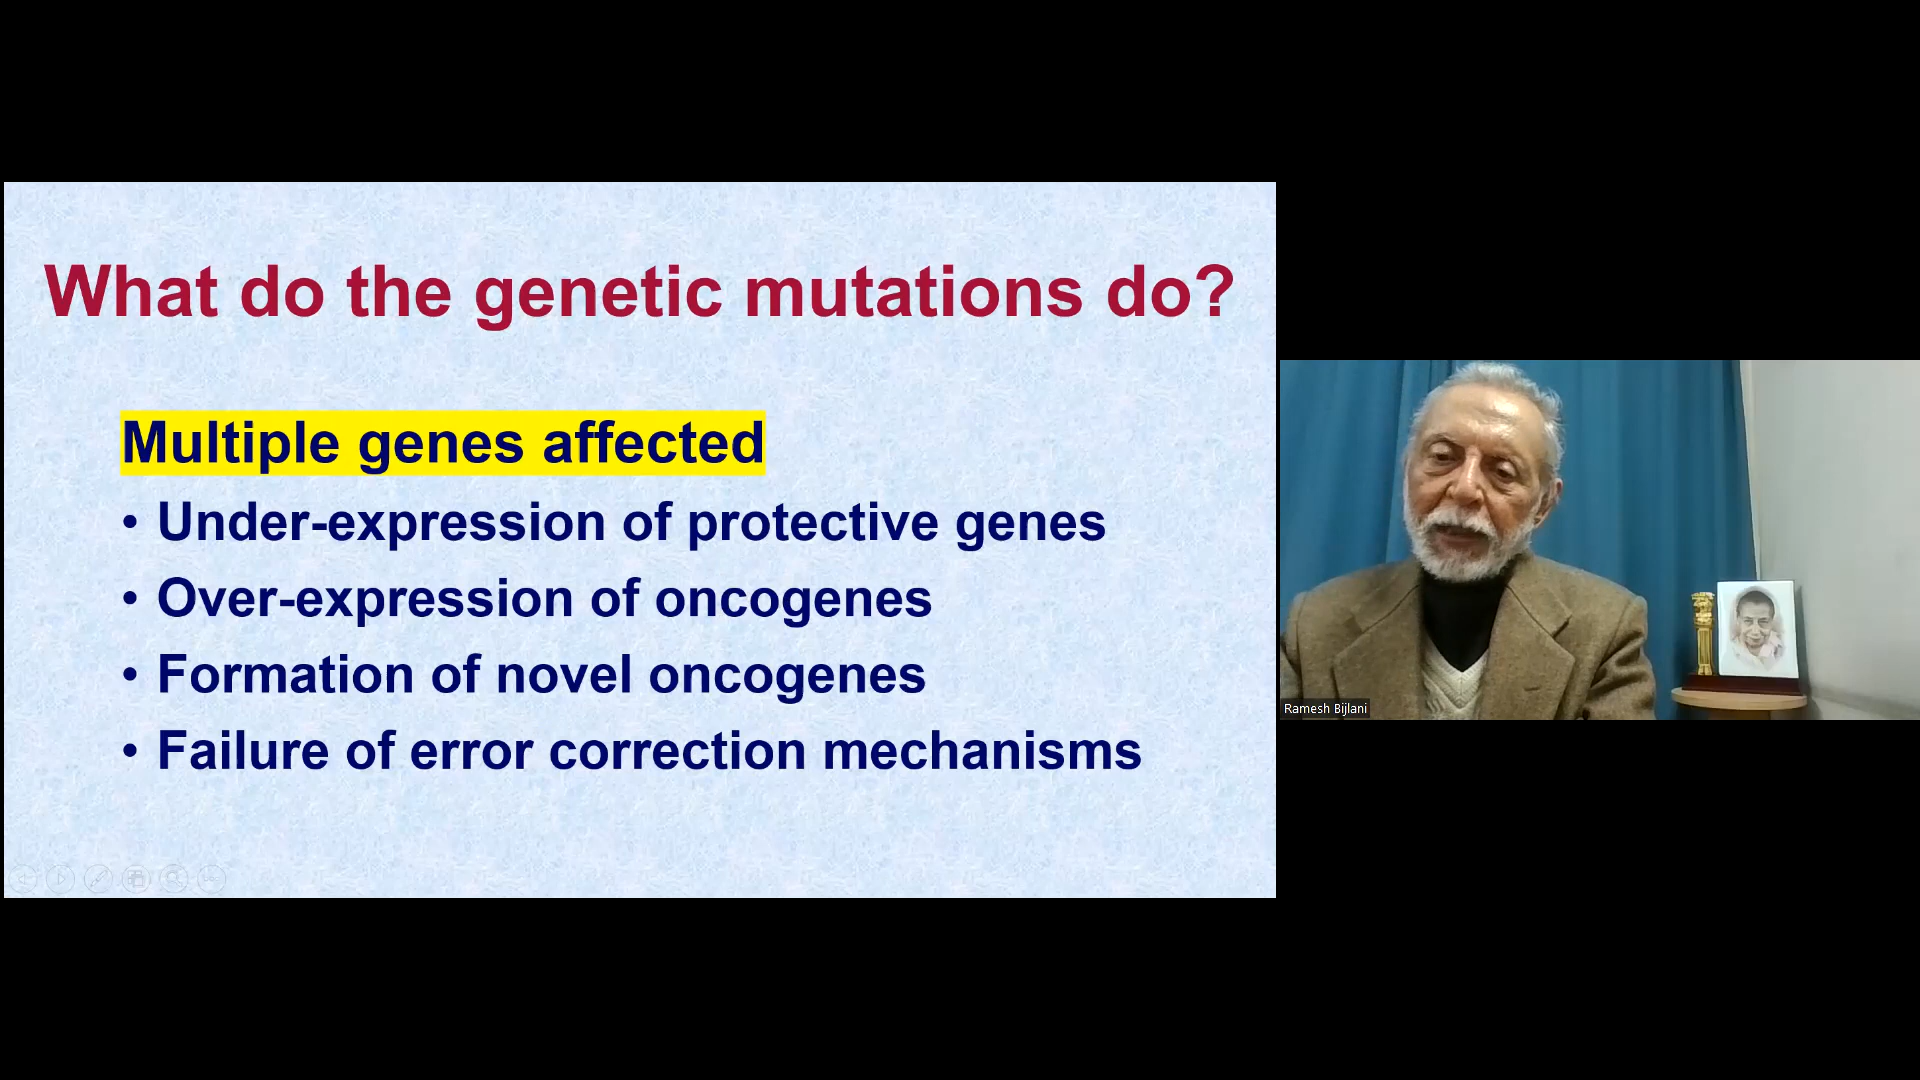 What do the genetic mutations do?
Multiple genes affected
• Under-expression of protective genes
• Over-expression of oncogenes
• Formation of novel oncogenes
• Failure of error correction mechanisms
Ramesh Bijlani